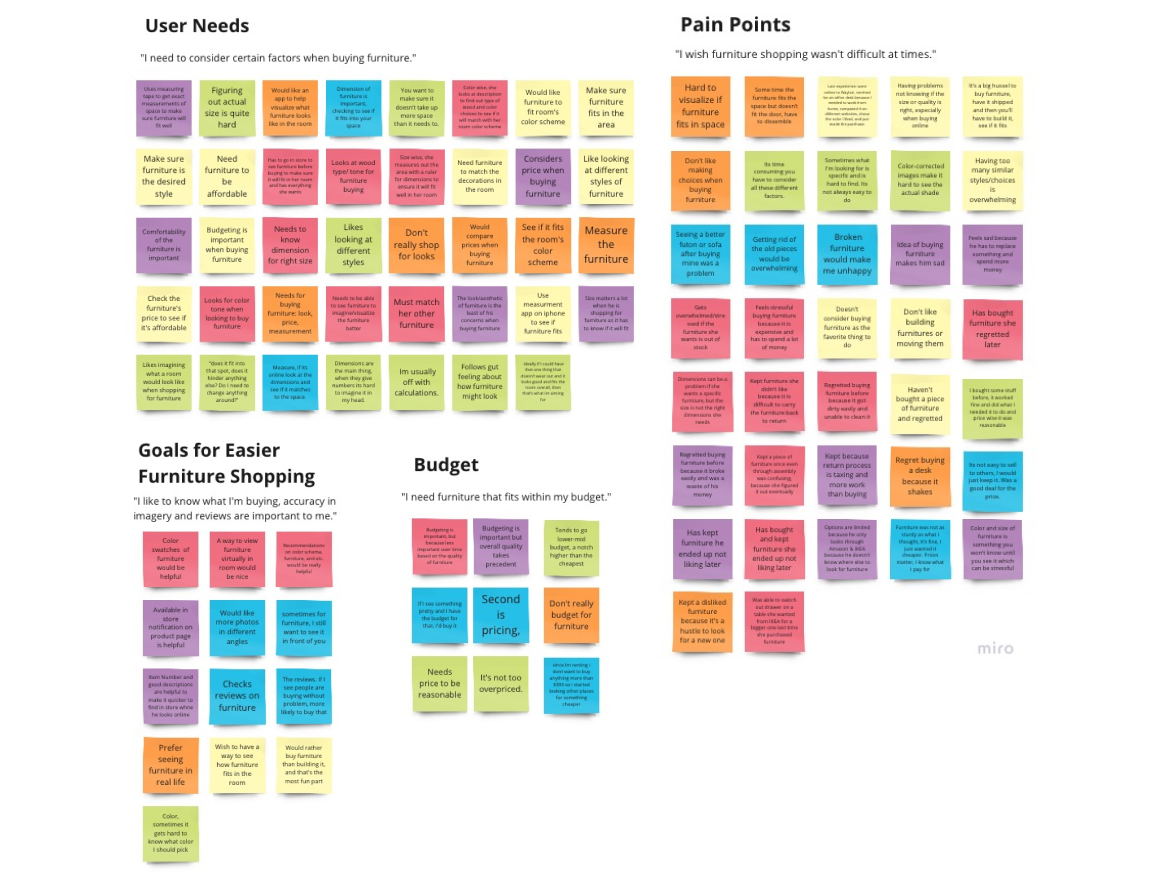 User Needs
"I need to consider certain factors when buying furniture."
Uses measuring
tape to get exact
measurements of
space to make
sure furniture will
fit well
Figuring
out actual
size is quite
hard
Would like an
app to help
visualize what
furniture looks
like in the room
Dimension of
furniture is
important,
checking to see if
it fits into your
space
You want to
make sure it
doesn't take up
more space
than it needs to.
Color wise, she
looks at description
to find out type of
wood and color
choices to see if it
will match with her
room color scheme
Would like
furniture to
fit room's
color scheme
Make sure
furniture
fits in the
area
Make sure
furniture is
the desired
style
Need
furniture to
be
affordable
Has to go in store to
see furniture before
buying to make sure
it will fit in her room
and has everything
she wants
Looks at wood
type/ tone for
furniture
buying
Size wise, she
measures out the
area with a ruler
for dimensions to
ensure it will fit
well in her room
Need furniture
to match the
decorations in
the room
Considers
price when
buying
furniture
Like looking
at different
styles of
furniture
Comfortability
of the
furniture is
important
Budgeting is
important
when buying
furniture
Needs to
know
dimension
for right size
Likes
looking at
different
styles
Don't
really shop
for looks
Would
compare
prices when
buying
furniture
See if it fits
the room's
color
scheme
Measure
the
furniture
Check the
furniture's
price to see if
it's affordable
Looks for color
tone when
looking to buy
furniture
Needs for
buying
furniture: look,
price,
measurement
Needs to be able
to see furniture to
imagine/visualize
the furniture
better
Must match
her other
furniture
The look/aesthetic
of furniture is the
least of his
concerns when
buying furniture
Use
measurment
app on iphone
to see if
furniture fits
Size matters a lot
when he is
shopping for
furniture as it has
to know if it will fit
Likes imagining
what a room
would look like
when shopping
for furniture
"does it fit into
that spot, does it
hinder anything
else? Do I need to
change anything
around?"
Measure, if its
online look at the
dimensions and
see if it matches
to the space.
Dimensions are
the main thing,
when they give
numbers its hard
to imagine it in
my head.
Im usually
off with
calculations.
Follows gut
feeling about
how furniture
might look
Pain Points
"I wish furniture shopping wasn't difficult at times."
Hard to
visualize if
furniture
fits in space
Some time the
furniture fits the
space but doesn't
fit the door, have
to dissemble
Having problems
not knowing if the
size or quality is
right, especially
when buying
online
It's a big hussel to
buy furniture,
have it shipped
and then you'll
have to build it,
see if it fits
Don't like
making
choices when
buying
furniture
Its time
consuming you
have to consider
all these different
factors.
Sometimes what
I'm looking for is
specifc and is
hard to find. Its
not always easy to
do
Color-corrected
images make it
hard to see the
actual shade
Having too
many similar
styles/choices
is
overwhelming
Seeing a better
futon or sofa
after buying
mine was a
problem
Getting rid of
the old pieces
would be
overwhelming
Broken
furniture
would make
me unhappy
Idea of buying
furniture
makes him sad
Feels sad because
he has to replace
something and
spend more
money
Gets
overwhelmed/stressed
if the
furniture she
wants is out of
stock
Feels stressful
buying furniture
because it is
expensive and
has to spend a lot
of money
Doesn't
consider buying
furniture as the
favorite thing to
do
Don't like
building
furnitures or
moving them
Has bought
furniture she
regretted
later
Dimensions can be a
problem if she
wants a specific
furniture, but the
size is not the right
dimensions she
needs
Kept furniture she
didn't like
because it is
difficult to carry
the furniture back
to return
Regretted buying
furniture before
because it got
dirty easily and
unable to clean it
Haven't
bought a piece
of furniture
and regretted
I bought some stuff
before, it worked
fine and did what I
needed it to do and
price wise it was
reasonable
Regretted buying
furniture before
because it broke
easily and was a
waste of his
money
Kept a piece of
furniture once even
through assembly
was confusing,
because she figured
it out eventually
Kept because
return process
is taxing and
more work
than buying
Regret buying
a desk
because it
shakes
Its not easy to sell
to others, I would
just keep it. Was a
good deal for the
price.
Has kept
furniture he
ended up not
liking later
Has bought
and kept
furniture she
ended up not
liking later
Options are limited
because he only
looks through
Amazon & IKEA
because he doesn't
know where else to
look for furniture
Furniture was not as
sturdy as what I
thought, it's fine, I
just wanted it
cheaper. Prices
matter, I know what
I pay for
Color and size of
furniture is
something you
won't know until
you see it which
can be stressful
Kept a disliked
furniture
because it's a
hustle to look
for a new one
Was able to switch
out drawer on a
table she wanted
from IKEA for a
bigger one last time
she purchased
furniture
miro
Goals for Easier
Furniture Shopping
"I like to know what I'm buying, accuracy in
imagery and reviews are important to me."
Color
swatches of
furniture
would be
helpful
A way to view
furniture
virtually in
room would
be nice
Recommendations
on color scheme,
furniture, and etc.
would be really
helpful
Available in
store
notification on
product page
is helpful
Would like
more photos
in different
angles
sometimes for
furniture, I still
want to see it
in front of you
Item Number and
good descriptions
are helpful to
make it quicker to
find in store while
he looks online
Checks
reviews on
furniture
The reviews. If I
see people are
buying without
problem, more
likely to buy that
Prefer
seeing
furniture in
real life
Wish to have a
way to see
how furniture
fits in the
room
Would rather
buy furniture
than building it,
and that's the
most fun part
Color,
sometimes it
gets hard to
know what color
I should pick
Budget
"I need furniture that fits within my budget."
Budgeting is
important, but
because less
important over time
based on the quality
of furniture
Budgeting is
important but
overall quality
takes
precedent
Tends to go
lower-mid
budget, a notch
higher than the
cheapest
If I see something
pretty and I have
the budget for
that, I'd buy it
Second
is
pricing,
Don't really
budget for
furniture
Needs
price to be
reasonable
It's not too
overpriced.
since im renting i
dont want to buy
anything more than
$300 so i started
looking other places
for something
cheaper